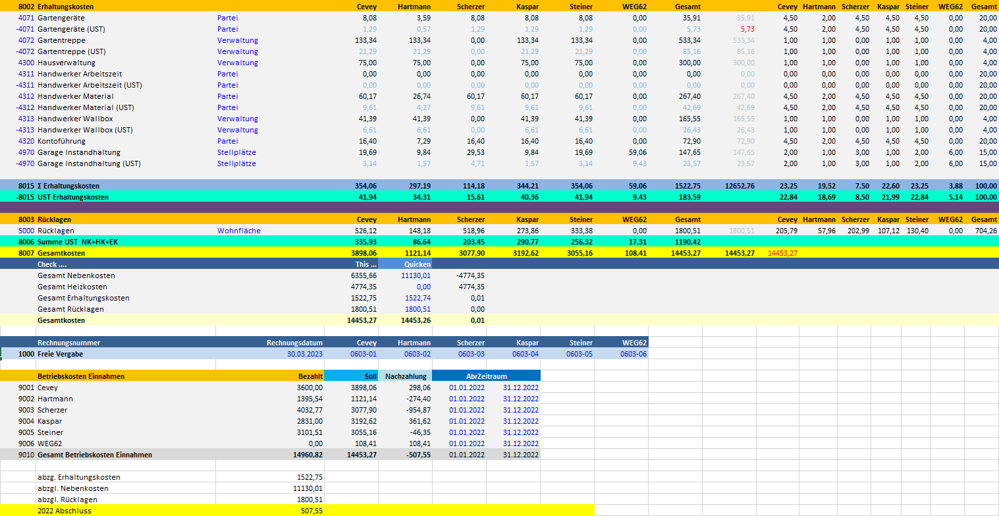 8002 Erhaltungskosten Cevey Hartmann Scherzer Kaspar Steiner WEG62 Gesamt Cevey Hartmann Scherzer Kaspar Steiner WEG62 Gesamt
4071 Gartengeräte Partei 8,08 3,59 8,08 8,08 8,08 0,00 35,91 35,91 4,50 2,00 4,50 4,50 4,50 0,00 20,00
-4071 Gartengeräte (UST) Partei 1,29 0,57 1,29 1,29 1,29 0,00 5,73 5,73 4,50 2,00 4,50 4,50 4,50 0,00 20,00
4072 Gartentreppe Verwaltung 133,34 133,34 0,00 133,34 133,34 0,00 533,34 533,34 1,00 1,00 0,00 1,00 1,00 0,00 4,00
-4072 Gartentreppe (UST) Verwaltung 21,29 21,29 0,00 21,29 21,29 0,00 85,16 85,16 1,00 1,00 0,00 1,00 1,00 0,00 4,00
4300 Hausverwaltung Verwaltung 75,00 75,00 0,00 75,00 75,00 0,00 300,00 300,00 1,00 1,00 0,00 1,00 1,00 0,00 4,00
4311 Handwerker Arbeitszeit Partei 0,00 0,00 0,00 0,00 0,00 0,00 0,00 0,00 4,50 2,00 4,50 4,50 4,50 0,00 20,00
-4311 Handwerker Arbeitszeit (UST) Partei 0,00 0,00 0,00 0,00 0,00 0,00 0,00 0,00 4,50 2,00 4,50 4,50 4,50 0,00 20,00
4312 Handwerker Material Partei 60,17 26,74 60,17 60,17 60,17 0,00 267,40 267,40 4,50 2,00 4,50 4,50 4,50 0,00 20,00
-4312 Handwerker Material (UST) Partei 9,61 4,27 9,61 9,61 9,61 0,00 42,69 42,69 4,50 2,00 4,50 4,50 4,50 0,00 20,00
4313 Handwerker Wallbox Verwaltung 41,39 41,39 0,00 41,39 41,39 0,00 165,55 165,55 1,00 1,00 0,00 1,00 1,00 0,00 4,00
-4313 Handwerker Wallbox (UST) Verwaltung 6,61 6,61 0,00 6,61 6,61 0,00 26,43 26,43 1,00 1,00 0,00 1,00 1,00 0,00 4,00
4320 Kontoführung Partei 16,40 7,29 16,40 16,40 16,40 0,00 72,90 72,90 4,50 2,00 4,50 4,50 4,50 0,00 20,00
4970 Garage Instandhaltung Stellplätze 19,69 9,84 29,53 9,84 19,69 59,06 147,65 147,65 2,00 1,00 3,00 1,00 2,00 6,00 15,00
-4970 Garage Instandhaltung (UST) Stellplätze 3,14 1,57 4,71 1,57 3,14 9,43 23,57 23,57 2,00 1,00 3,00 1,00 2,00 6,00 15,00
8015 Σ Erhaltungskosten 354,06 297,19 114,18 344,21 354,06 59,06 1522,75 12652,76 23,25 19,52 7,50 22,60 23,25 3,88 100,00
-8015 UST Erhaltungskosten 41,94 34,31 15,61 40,36 41,94 9,43 183,59 22,84 18,69 8,50 21,99 22,84 5,14 100,00
8003 Rücklagen Cevey Hartmann Scherzer Kaspar Steiner WEG62 Gesamt Cevey Hartmann Scherzer Kaspar Steiner WEG62 Gesamt
5000 Rücklagen Wohnfläche 526,12 148,18 518,96 273,86 333,38 0,00 1800,51 1800,51 205,79 57,96 202,99 107,12 130,40 0,00 704,26
8006 Summe UST NK+HK+EK 335,93 86,64 203,45 290,77 256,32 17,31 1190,42
8007 Gesamtkosten 3898,06 1121,14 3077,90 3192,62 3055,16 108,41 14453,27 14453,27 14453,27
Check .... This ... Quicken
Gesamt Nebenkosten 6355,66 11130,01 -4774,35
Gesamt Heizkosten 4774,35 0,00 4774,35
Gesamt Erhaltungskosten 1522,75 1522,74 0,01
Gesamt Rücklagen 1800,51 1800,51 0,00
Gesamtkosten 14453,27 14453,26 0,01
Rechnungsnummer Rechnungsdatum Cevey Hartmann Scherzer Kaspar Steiner WEG62
1000 Freie Vergabe 30.03.2023 0603-01 0603-02 0603-03 0603-04 0603-05 0603-06
Betriebskosten Einnahmen Bezahlt Soll Nachzahlung AbrZeitraum
9001 Cevey 3600,00 3898,06 298,06 01.01.2022 31.12.2022
9002 Hartmann 1395,54 1121,14 -274,40 01.01.2022 31.12.2022
9003 Scherzer 4032,77 3077,90 -954,87 01.01.2022 31.12.2022
9004 Kaspar 2831,00 3192,62 361,62 01.01.2022 31.12.2022
9005 Steiner 3101,51 3055,16 -46,35 01.01.2022 31.12.2022
9006 WEG62 0,00 108,41 108,41 01.01.2022 31.12.2022
9010 Gesamt Betriebskosten Einnahmen 14960,82 14453,27 -507,55 01.01.2022 31.12.2022
abzg. Erhaltungskosten 1522,75
abzgl. Nebenkosten 11130,01
abzgl. Rücklagen 1800,51
2022 Abschluss 507,55